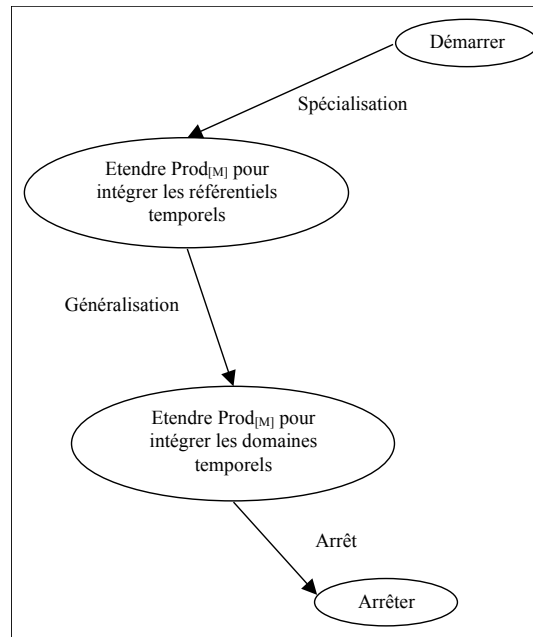 Démarrer
Spécialisation
Etendre Prod[M] pour
intégrer les référentiels
temporels
Généralisation
Etendre Prod[M] pour
intégrer les domaines
temporels
Arrêt
Arrêter